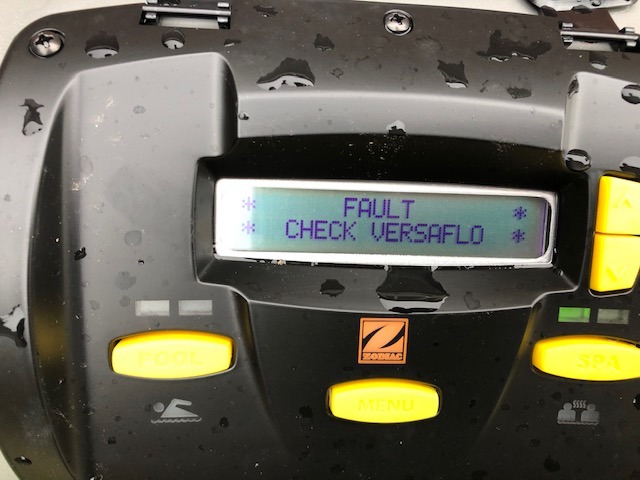 * FAULT *
* CHECK VERSAFLO *
ZODIAC
POOL
SPA
MENU